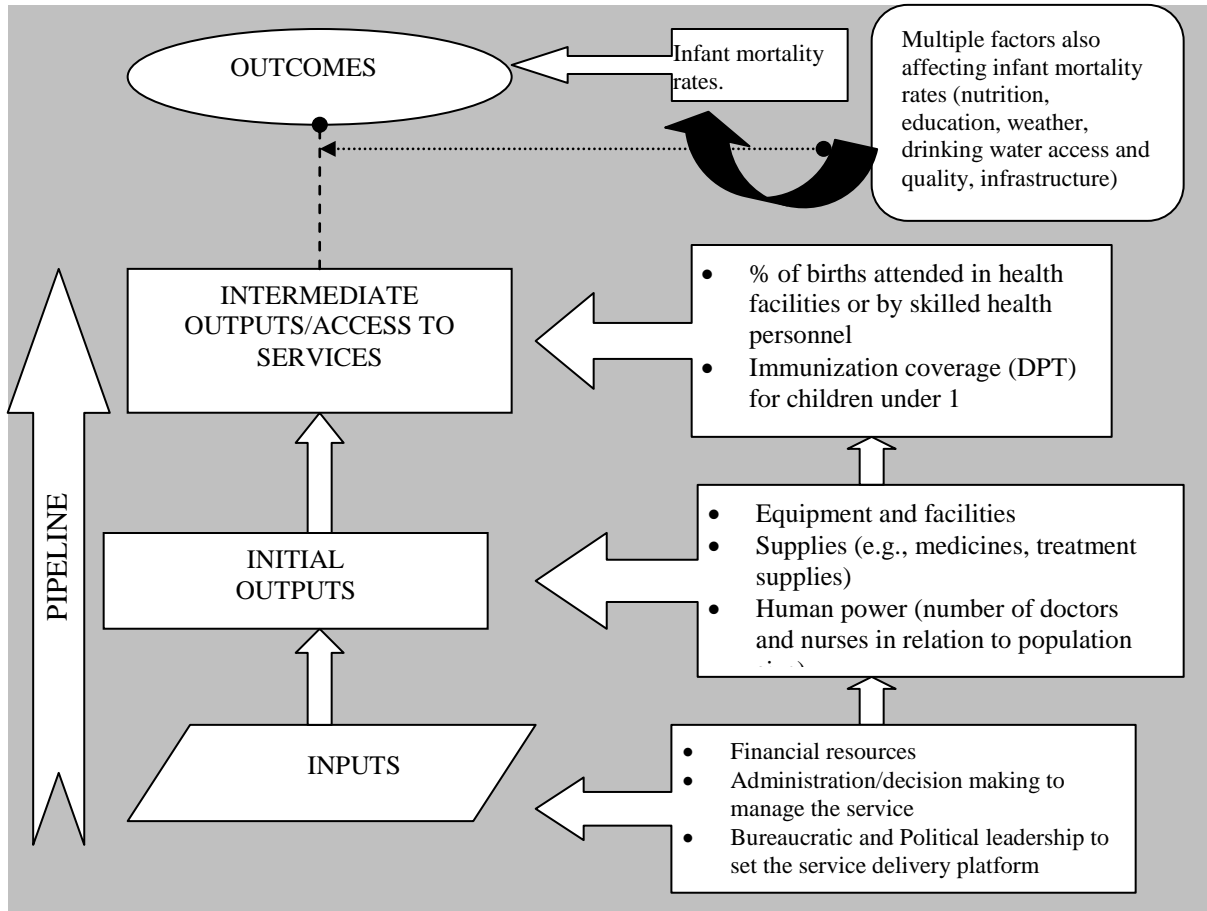 OUTCOMES
Infant mortality
rates.
Multiple factors also
affecting infant mortality
rates (nutrition,
education, weather,
drinking water access and
quality, infrastructure)
INTERMEDIATE
OUTPUTS/ACCESS TO
SERVICES
• % of births attended in health
facilities or by skilled health
personnel
• Immunization coverage (DPT)
for children under 1
PIPELINE
INITIAL
OUTPUTS
• Equipment and facilities
• Supplies (e.g., medicines, treatment
supplies)
• Human power (number of doctors
and nurses in relation to population
INPUTS
• Financial resources
• Administration/decision making to
manage the service
• Bureaucratic and Political leadership to
set the service delivery platform